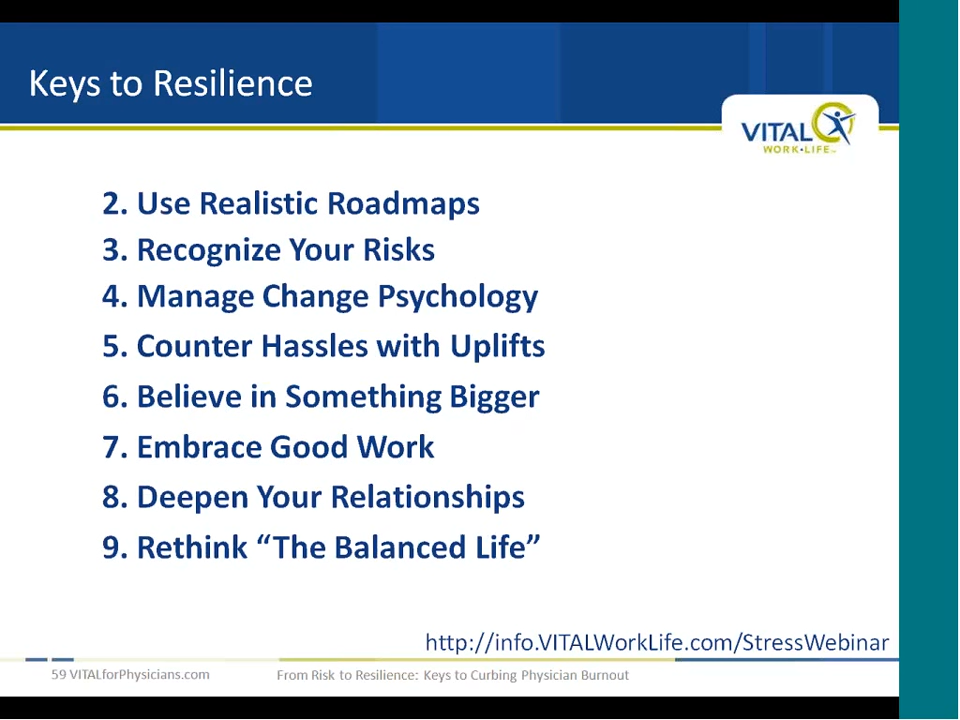 Keys to Resilience
VITAL
WORK•LIFE™
2. Use Realistic Roadmaps
3. Recognize Your Risks
4. Manage Change Psychology
5. Counter Hassles with Uplifts
6. Believe in Something Bigger
7. Embrace Good Work
8. Deepen Your Relationships
9. Rethink “The Balanced Life”
http://info.VITALWorkLife.com/StressWebinar
59 VITALforPhysicians.com
From Risk to Resilience: Keys to Curbing Physician Burnout